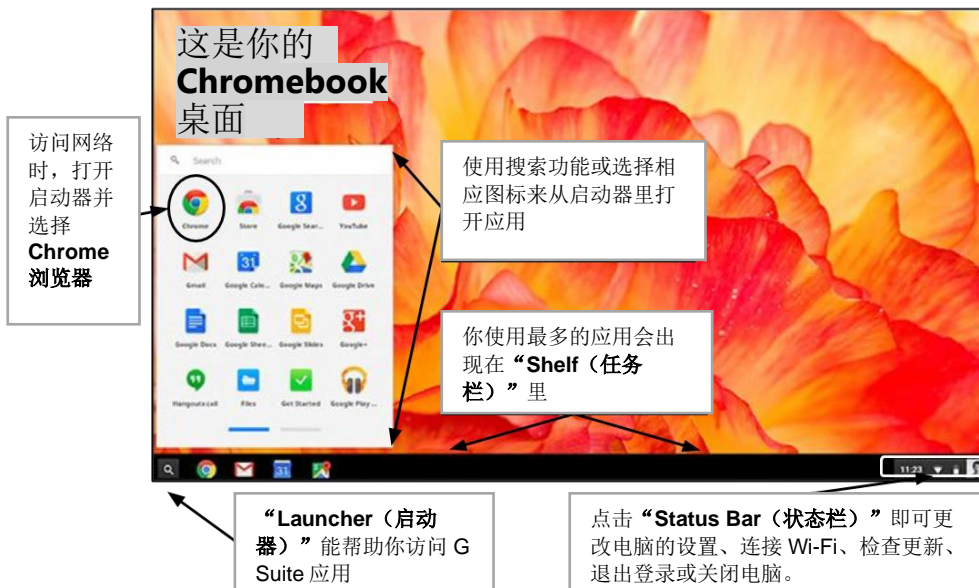 这是你的
Chromebook
桌面
访问网络
时，打开
启动器并
选择
Chrome
浏览器
Search
Chrome
Store
Google Sear...
YouTube
Gmail
Google Cale...
Google Maps
Google Drive
Google Docs
Google Shee...
Google Slides
Google+
Hangouts call
Files
Get Started
Google Play ...
使用搜索功能或选择相
应图标来从启动器里打
开应用
你使用最多的应用会出
现在“Shelf（任务
栏）”里
31
31
11:23
“Launcher（启动
器）”能帮助你访问 G
Suite 应用
点击“Status Bar（状态栏）”即可更
改电脑的设置、连接 Wi-Fi、检查更新、
退出登录或关闭电脑。